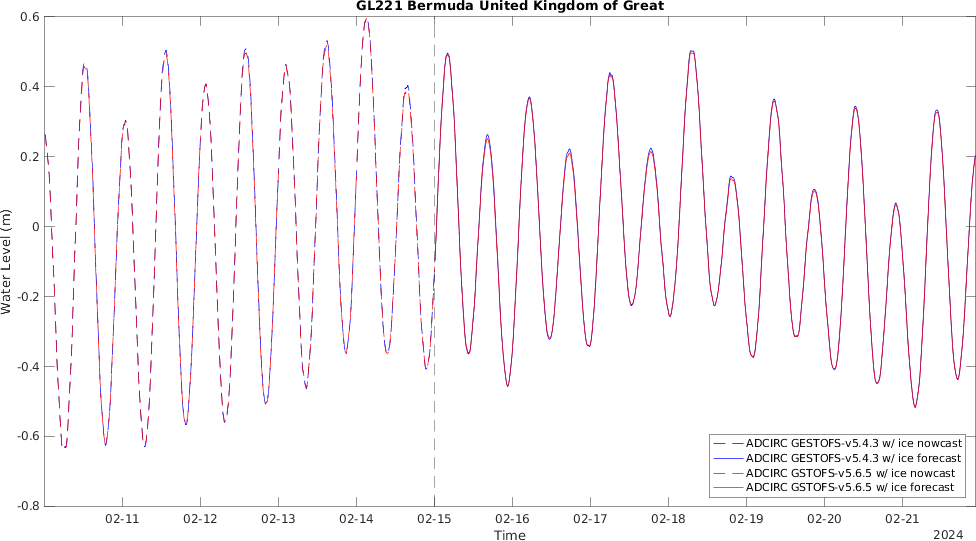 GL221 Bermuda United Kingdom of Great
0.6
0.4
0.2
0
-0.2
-0.4
-0.6
-0.8
Water Level (m)
ADCIRC GESTOFS-v5.4.3 w/ ice nowcast
ADCIRC GESTOFS-v5.4.3 w/ ice forecast
ADCIRC GSTOFS-v5.6.5 w/ ice nowcast
ADCIRC GSTOFS-v5.6.5 w/ ice forecast
02-11 02-12 02-13 02-14 02-15 02-16 02-17 02-18 02-19 02-20 02-21
Time
2024